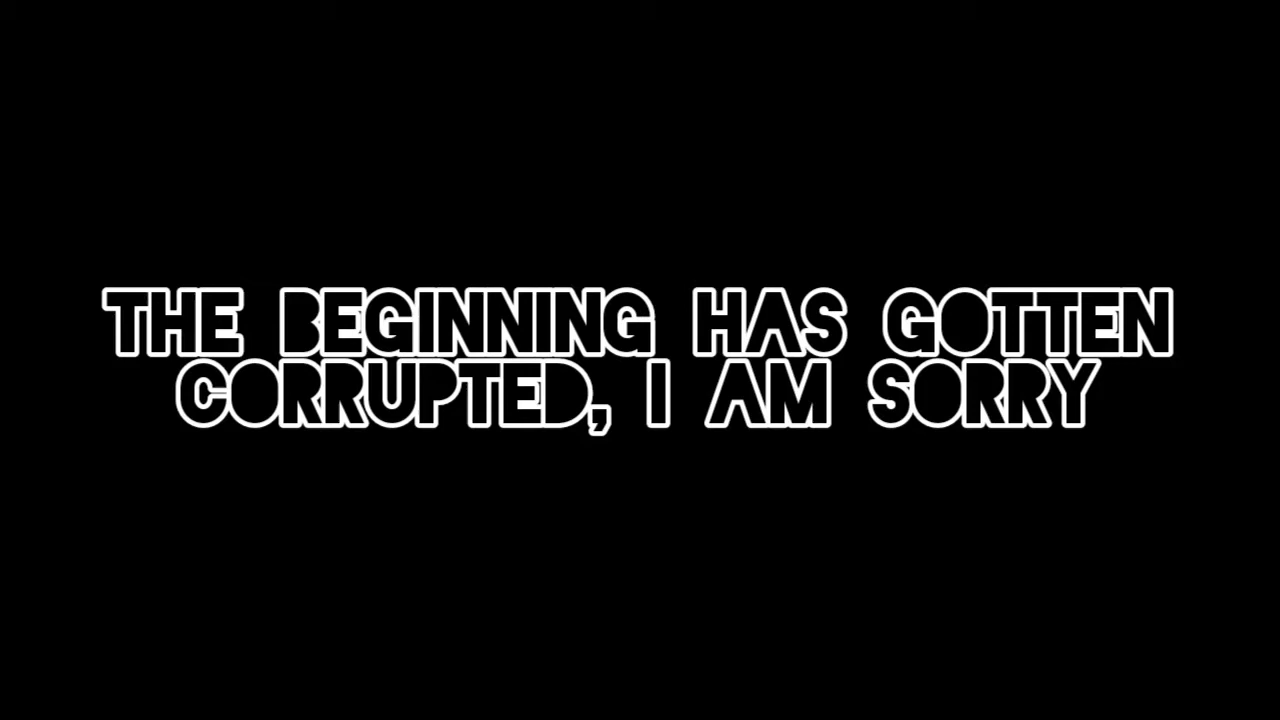 THE BEGINNING HAS GOTTEN
CORRUPTED, I AM SORRY